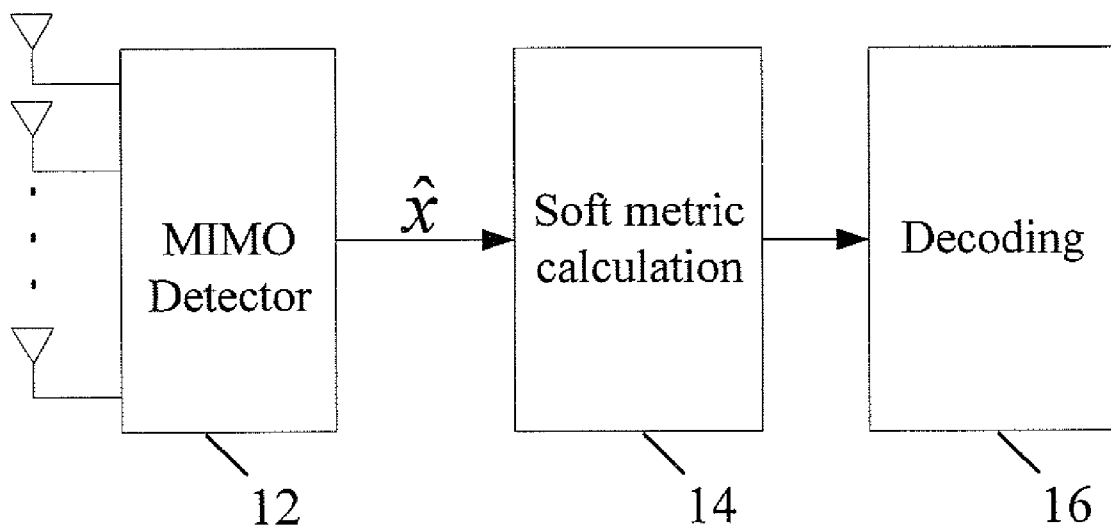 MIMO
Detector
x̂
Soft metric
calculation
Decoding
12
14
16